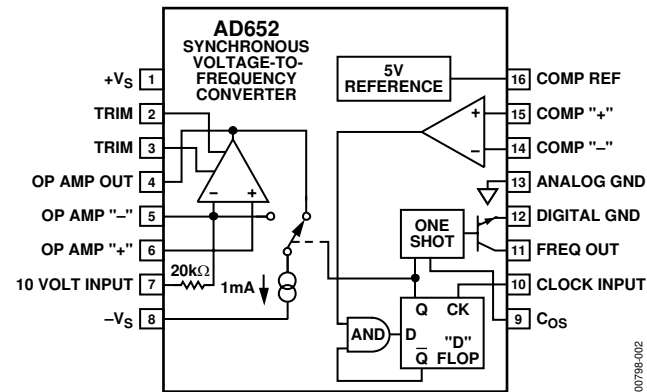 AD652
SYNCHRONOUS
VOLTAGE-TO-
FREQUENCY
CONVERTER
5V
REFERENCE
+VS 1
TRIM 2
TRIM 3
OP AMP OUT 4
OP AMP "–" 5
OP AMP "+" 6
10 VOLT INPUT 7
–VS 8
16 COMP REF
15 COMP "+"
14 COMP "–"
13 ANALOG GND
12 DIGITAL GND
11 FREQ OUT
10 CLOCK INPUT
9 COS
+
–
– +
20kΩ
1mA
ONE
SHOT
AND
Q CK
D "D"
Q̅ FLOP
00798-002